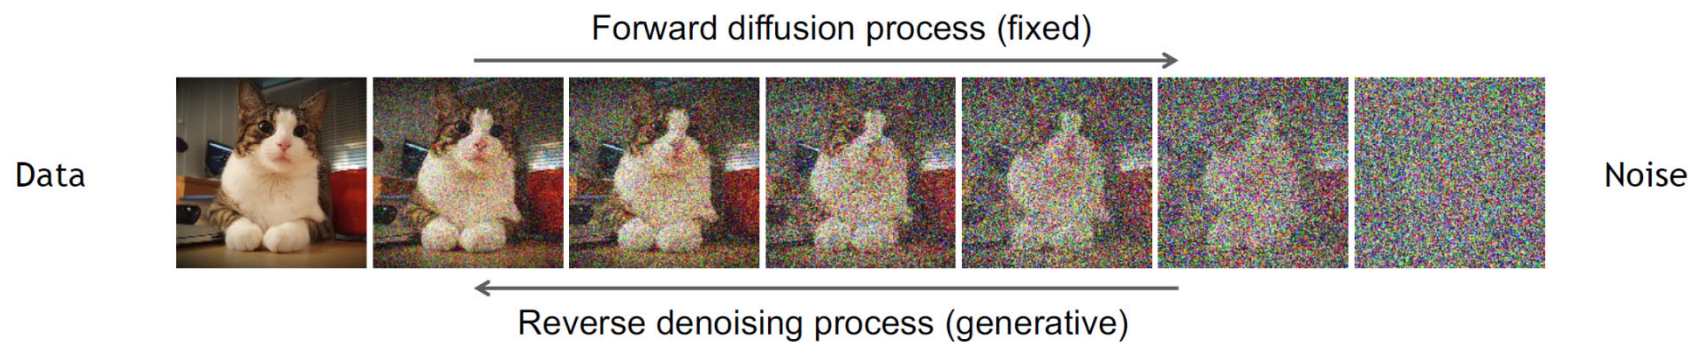 Forward diffusion process (fixed)
Data
Noise
Reverse denoising process (generative)